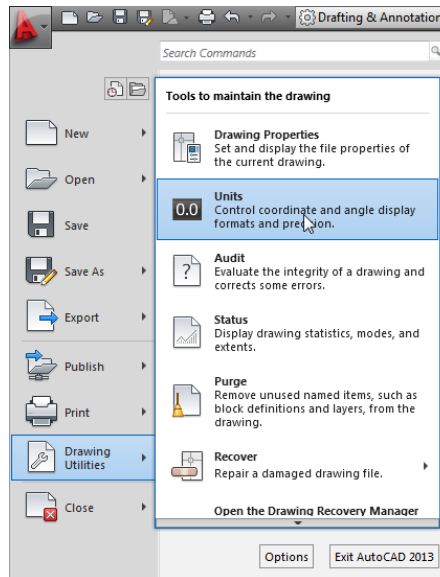 Drafting & Annotation
Search Commands
Tools to maintain the drawing
New
Open
Save
Save As
Export
Publish
Print
Drawing
Utilities
Close
Drawing Properties
Set and display the file properties of
the current drawing.
0.0
Units
Control coordinate and angle display
formats and precision.
Audit
Evaluate the integrity of a drawing and
corrects some errors.
Status
Display drawing statistics, modes, and
extents.
Purge
Remove unused named items, such as
block definitions and layers, from the
drawing.
Recover
Repair a damaged drawing file.
Open the Drawing Recovery Manager
Options
Exit AutoCAD 2013